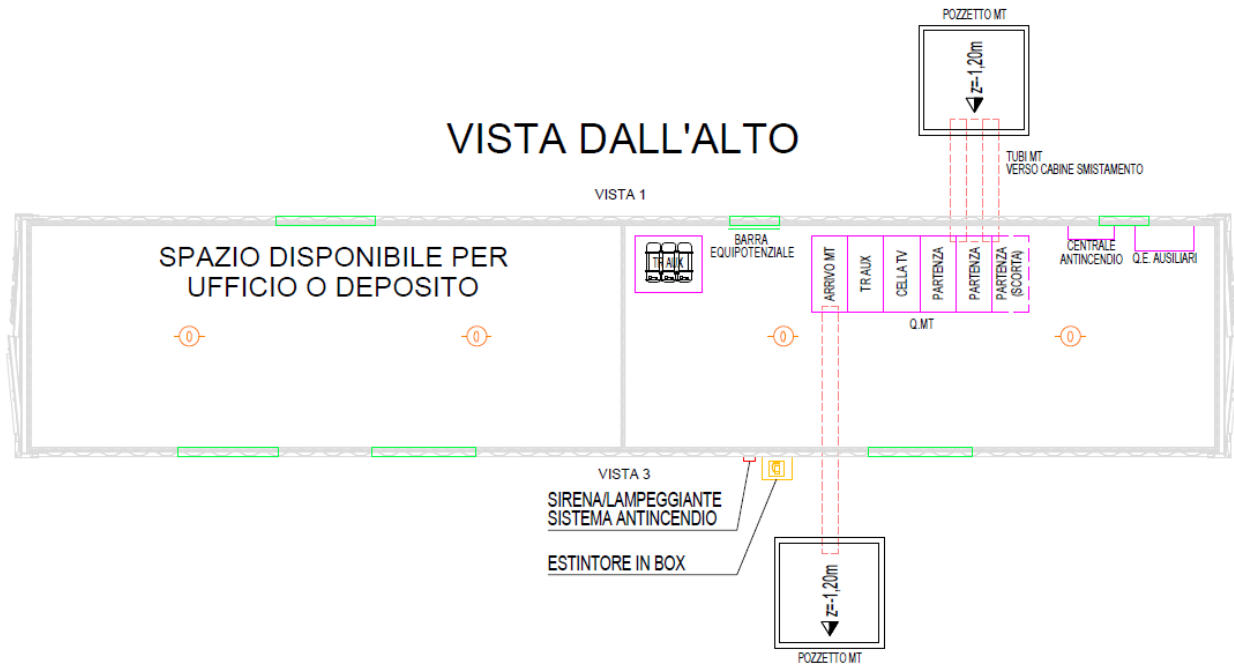 POZZETTO MT
z=-1,20m
VISTA DALL'ALTO
TUBI MT
VERSO CABINE SMISTAMENTO
VISTA 1
SPAZIO DISPONIBILE PER
UFFICIO O DEPOSITO
TR AUX
BARRA
EQUIPOTENZIALE
ARRIVO MT
TR AUX
CELLA TV
PARTENZA
PARTENZA
PARTENZA
(SCORTA)
Q.MT
CENTRALE
ANTINCENDIO
Q.E. AUSILIARI
VISTA 3
SIRENA/LAMPEGGIANTE
SISTEMA ANTINCENDIO
ESTINTORE IN BOX
z=-1,20m
POZZETTO MT